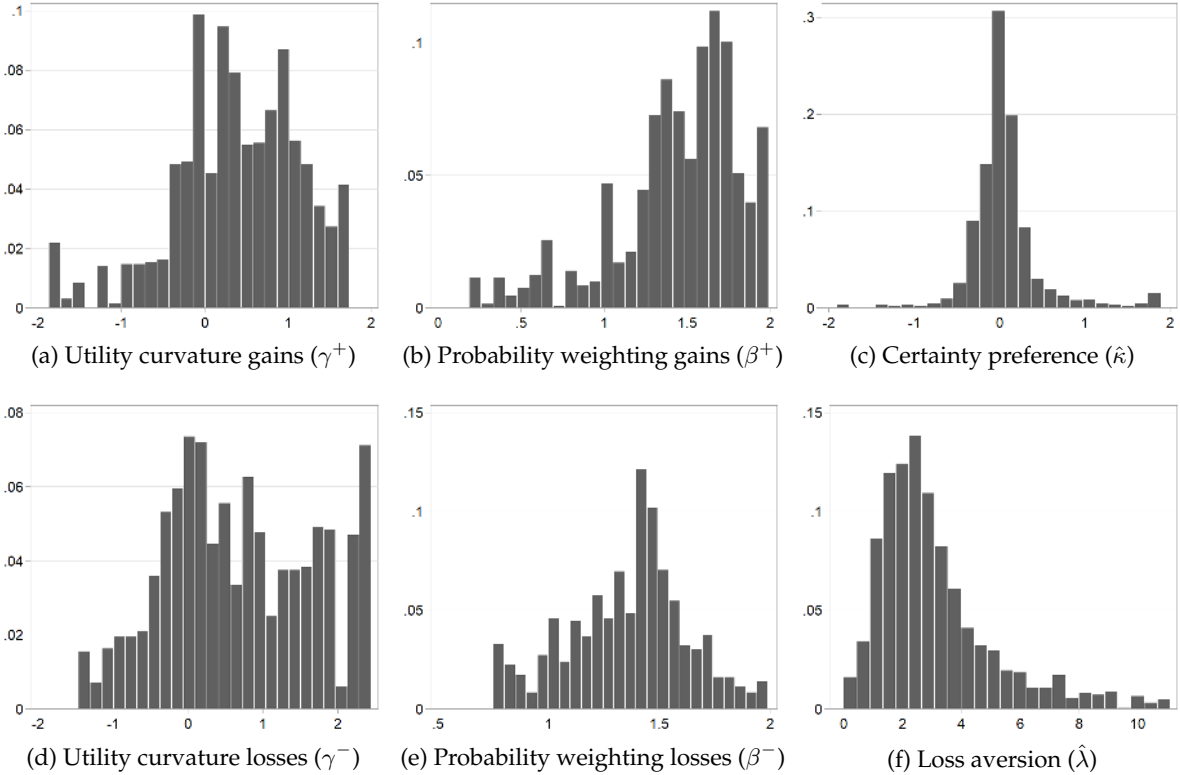 .1
.08
.06
.04
.02
0
-2 -1 0 1 2
(a) Utility curvature gains (γ⁺)
.1
.05
0
0 .5 1 1.5 2
(b) Probability weighting gains (β⁺)
.3
.2
.1
0
-2 -1 0 1 2
(c) Certainty preference (κ̂)
.08
.06
.04
.02
0
-2 -1 0 1 2
(d) Utility curvature losses (γ⁻)
.15
.1
.05
0
.5 1 1.5 2
(e) Probability weighting losses (β⁻)
.15
.1
.05
0
0 2 4 6 8 10
(f) Loss aversion (λ̂)